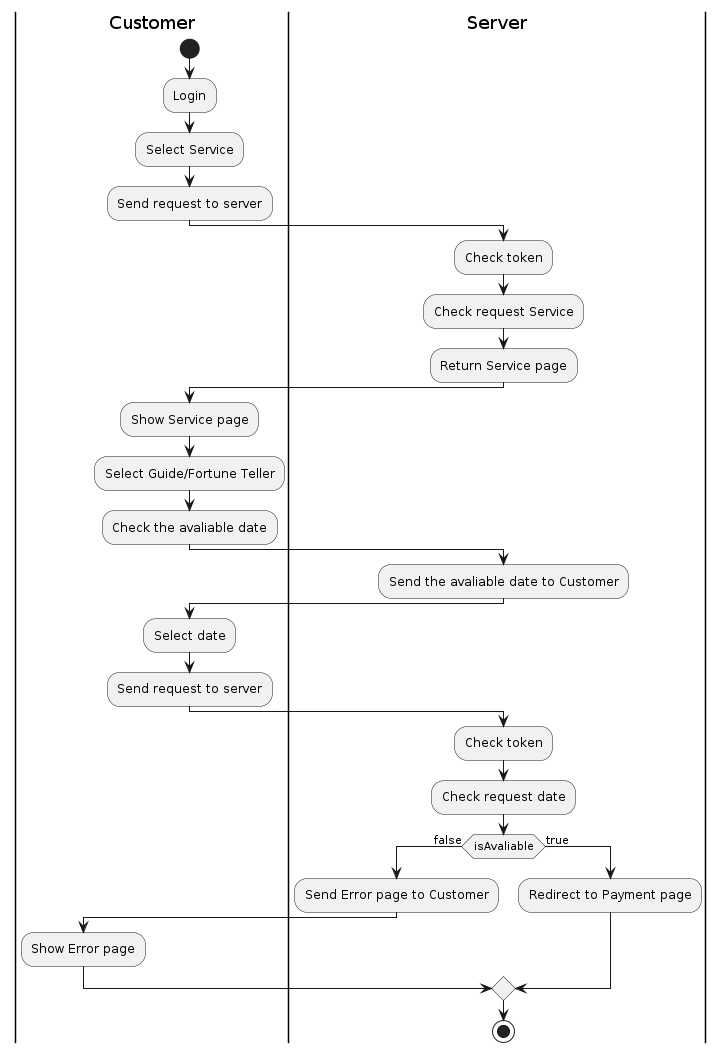 Customer
Server
Login
Select Service
Send request to server
Check token
Check request Service
Return Service page
Show Service page
Select Guide/Fortune Teller
Check the avaliable date
Send the avaliable date to Customer
Select date
Send request to server
Check token
Check request date
false
isAvaliable
true
Send Error page to Customer
Redirect to Payment page
Show Error page